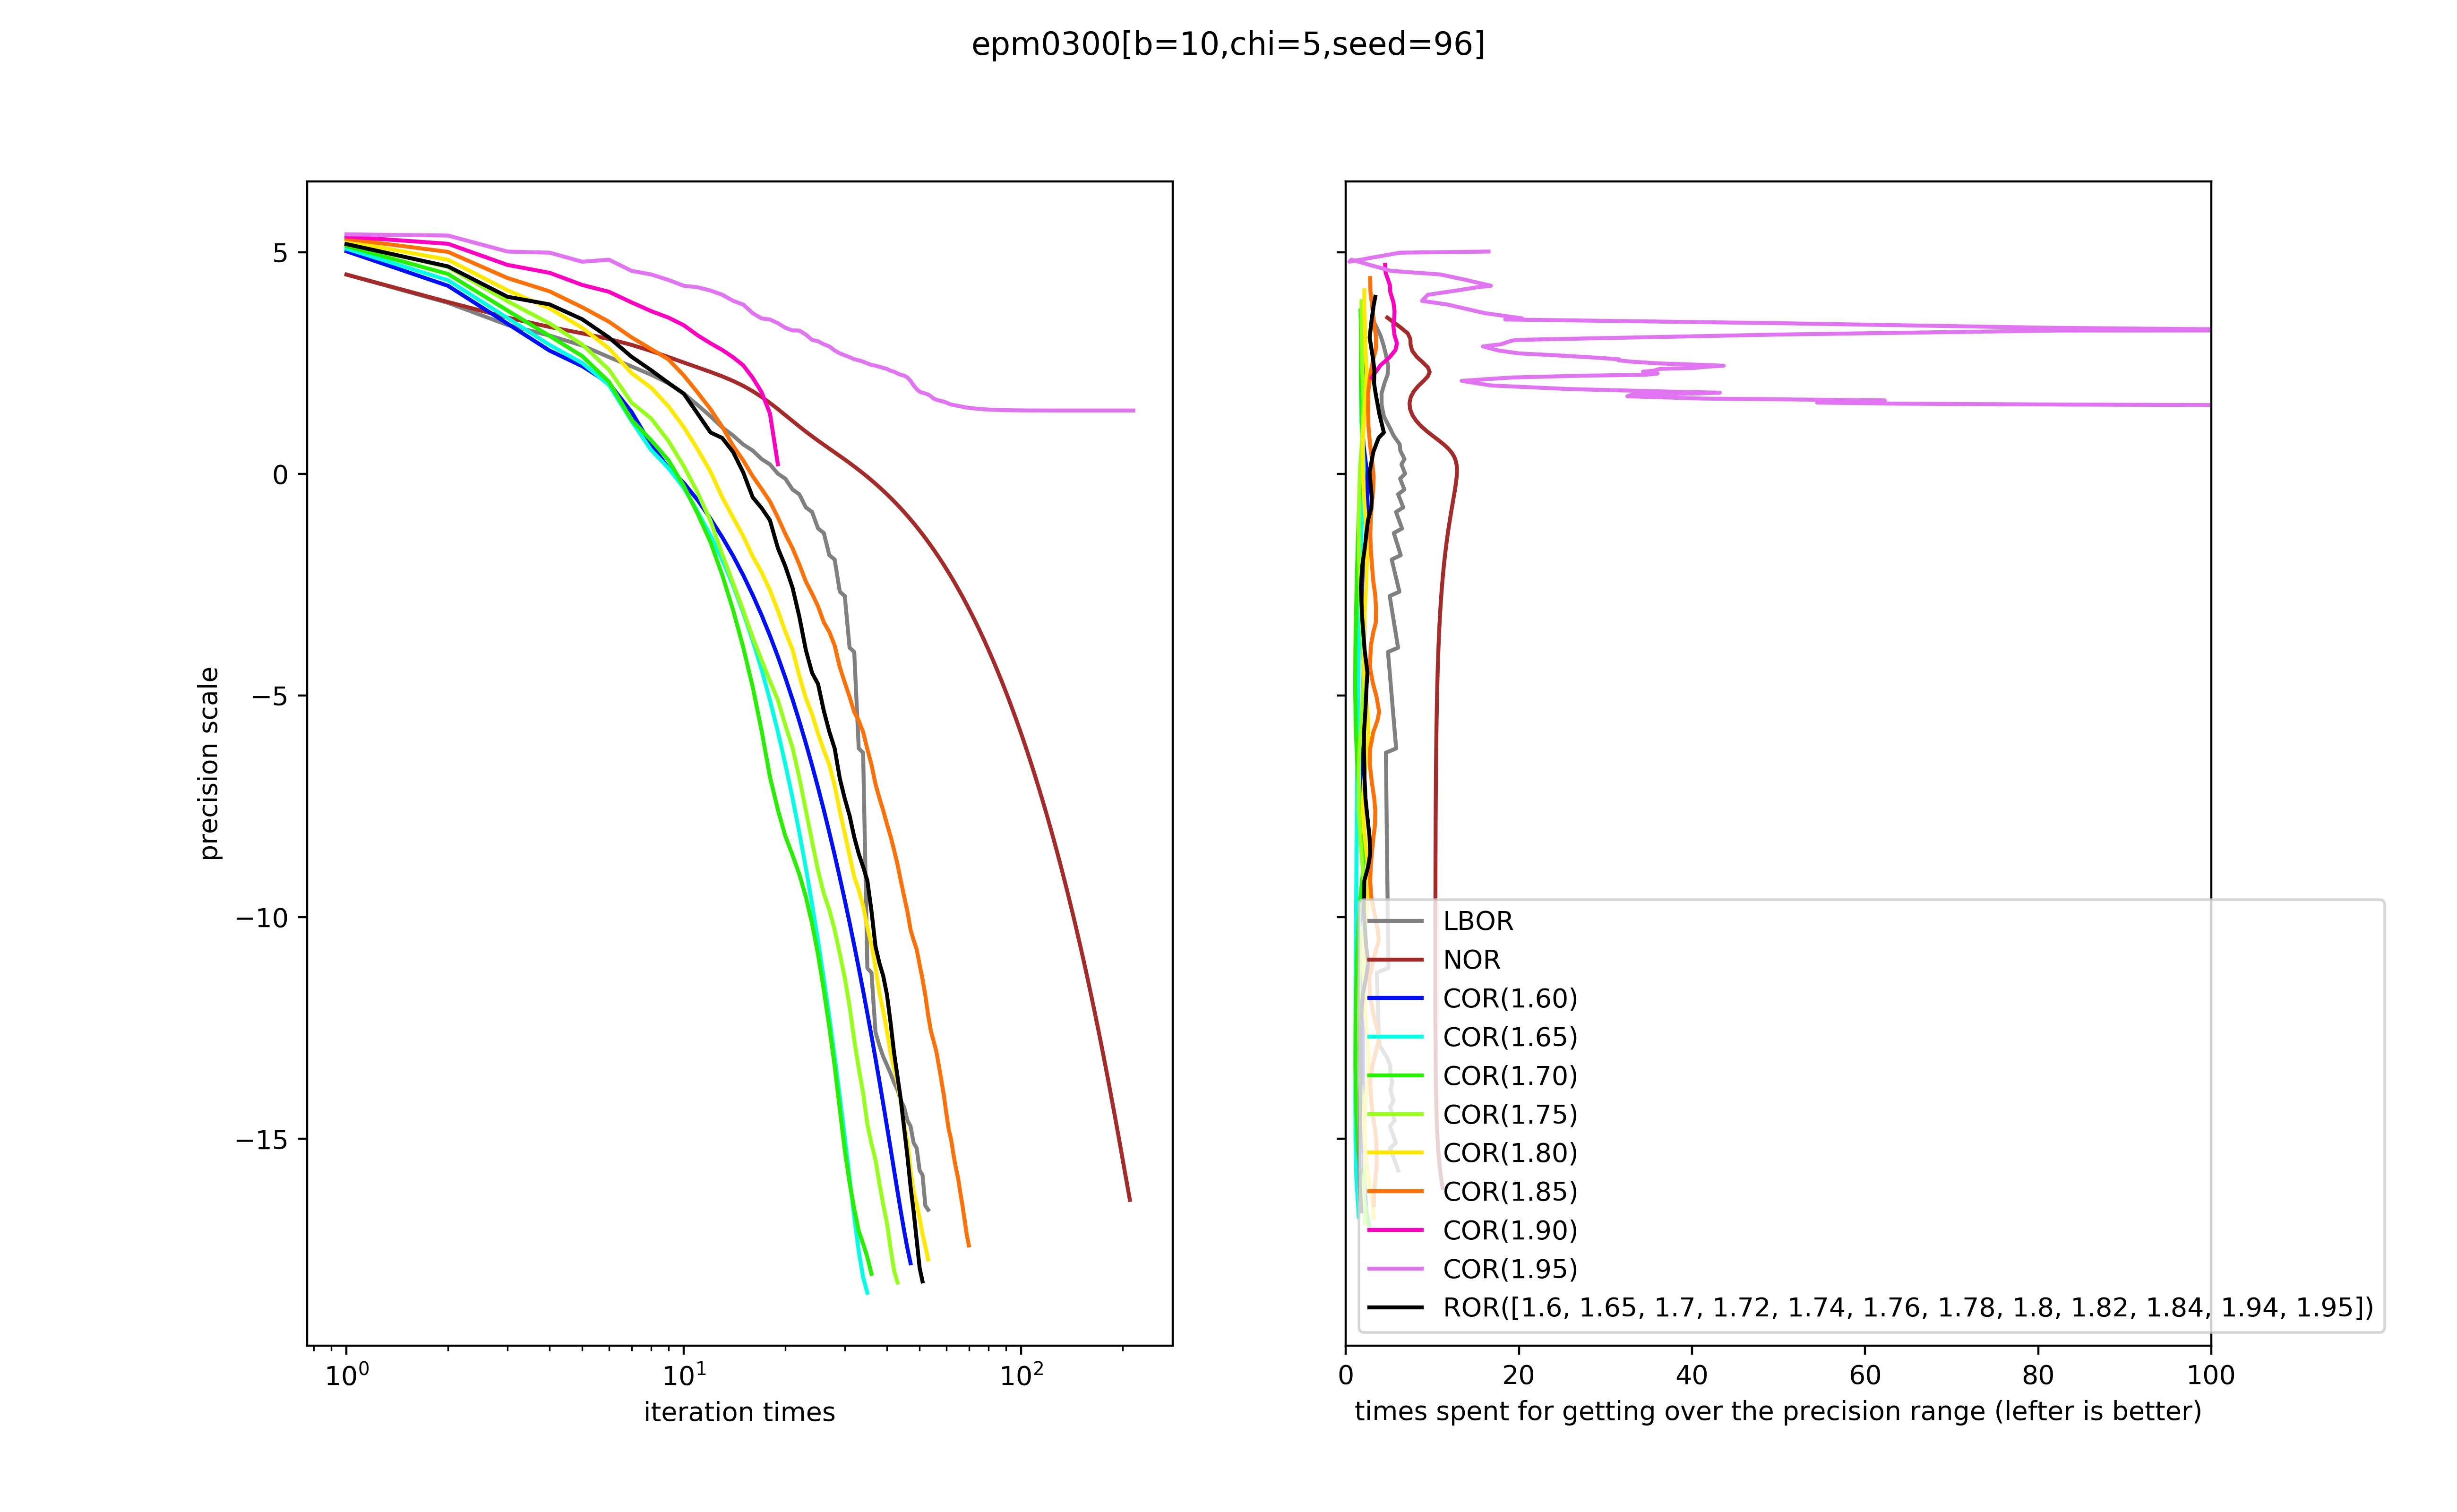 epm0300[b=10,chi=5,seed=96]
precision scale
5
0
−5
−10
−15
10⁰
10¹
10²
iteration times
LBOR
NOR
COR(1.60)
COR(1.65)
COR(1.70)
COR(1.75)
COR(1.80)
COR(1.85)
COR(1.90)
COR(1.95)
ROR([1.6, 1.65, 1.7, 1.72, 1.74, 1.76, 1.78, 1.8, 1.82, 1.84, 1.94, 1.95])
0 20 40 60 80 100
times spent for getting over the precision range (lefter is better)